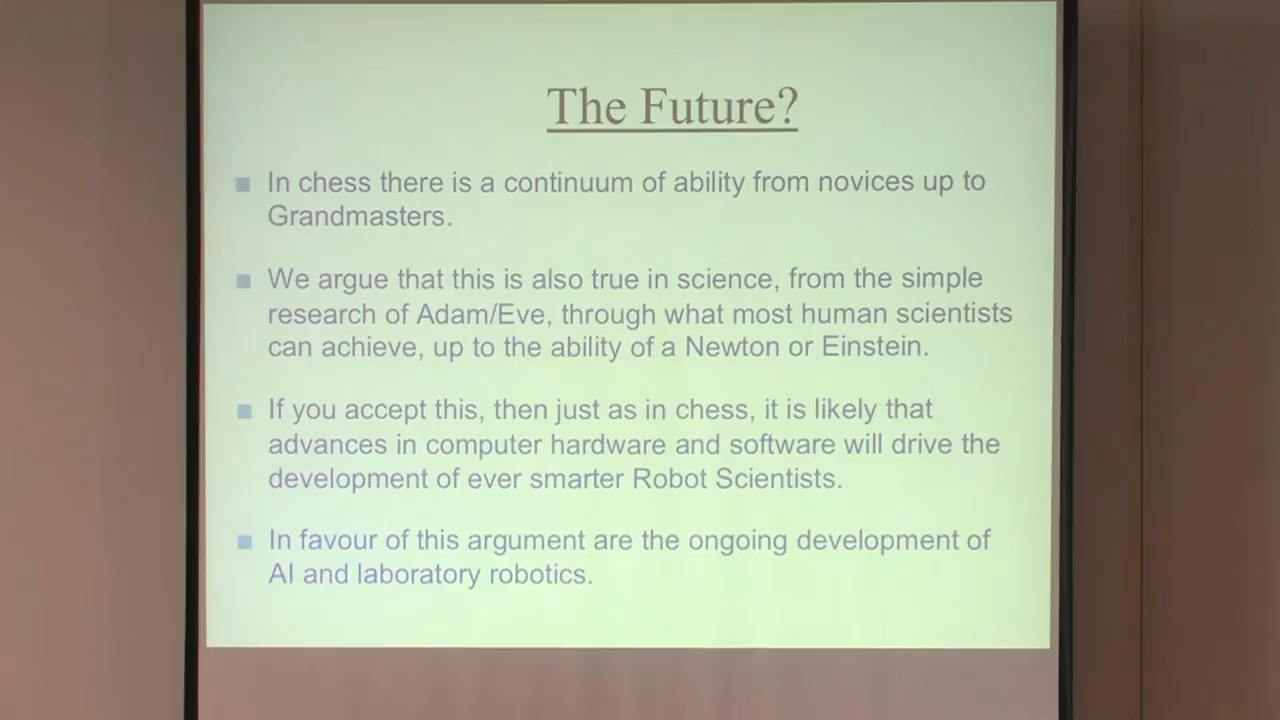 The Future?
In chess there is a continuum of ability from novices up to
Grandmasters.
We argue that this is also true in science, from the simple
research of Adam/Eve, through what most human scientists
can achieve, up to the ability of a Newton or Einstein.
If you accept this, then just as in chess, it is likely that
advances in computer hardware and software will drive the
development of ever smarter Robot Scientists.
In favour of this argument are the ongoing development of
AI and laboratory robotics.